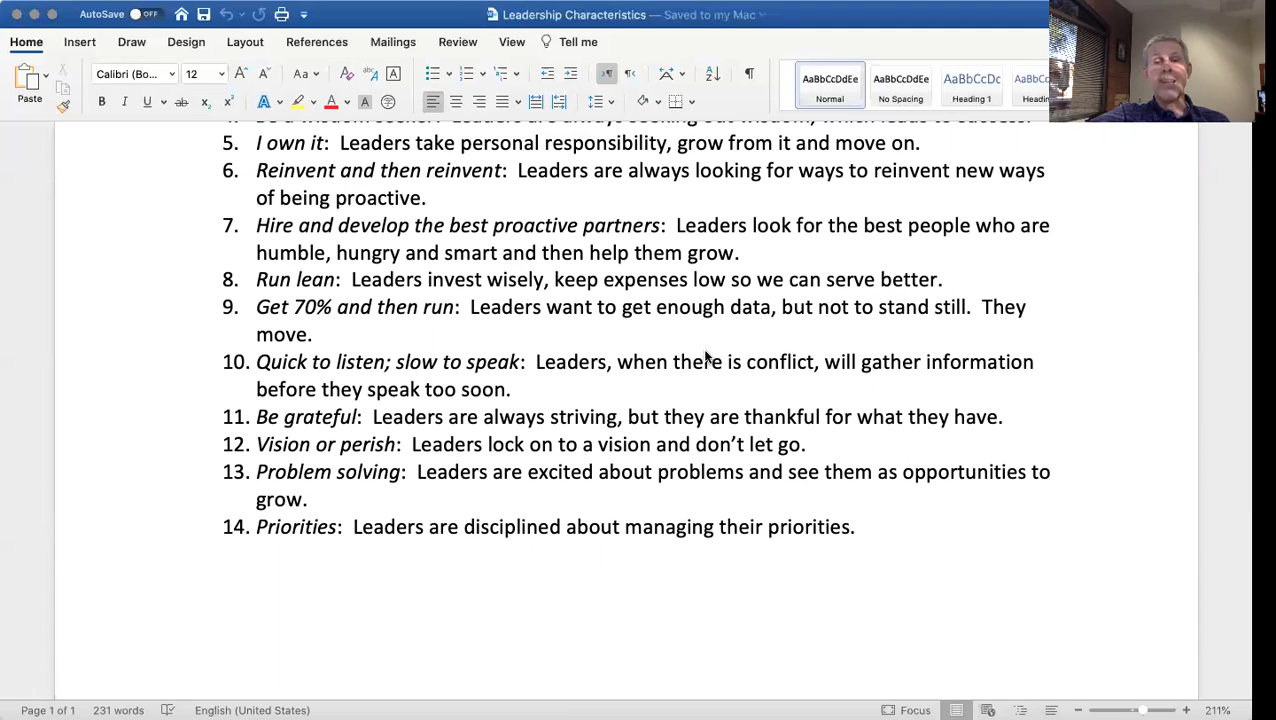 AutoSave OFF
Leadership Characteristics — Saved to my Mac
Home Insert Draw Design Layout References Mailings Review View Tell me
Paste
Calibri (Bo... 12
AaBbCcDdEe AaBbCcDdEe AaBbCcDc
Normal No Spacing Heading 1
5. I own it: Leaders take personal responsibility, grow from it and move on.
6. Reinvent and then reinvent: Leaders are always looking for ways to reinvent new ways
of being proactive.
7. Hire and develop the best proactive partners: Leaders look for the best people who are
humble, hungry and smart and then help them grow.
8. Run lean: Leaders invest wisely, keep expenses low so we can serve better.
9. Get 70% and then run: Leaders want to get enough data, but not to stand still. They
move.
10. Quick to listen; slow to speak: Leaders, when there is conflict, will gather information
before they speak too soon.
11. Be grateful: Leaders are always striving, but they are thankful for what they have.
12. Vision or perish: Leaders lock on to a vision and don't let go.
13. Problem solving: Leaders are excited about problems and see them as opportunities to
grow.
14. Priorities: Leaders are disciplined about managing their priorities.
Page 1 of 1 231 words English (United States) Focus 211%